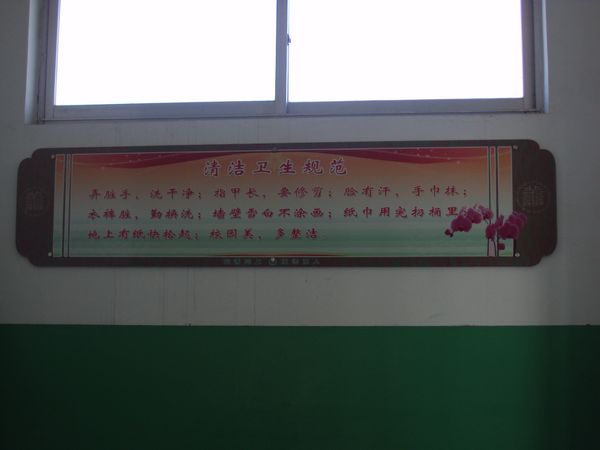 清洁卫生规范
弄脏手、洗干净；指甲长、要修剪；脸有汗、手巾抹；
衣裤脏、勤换洗；墙壁雪白不涂画；纸巾用完扔桶里；
地上有纸快捡起；校园美、多整洁